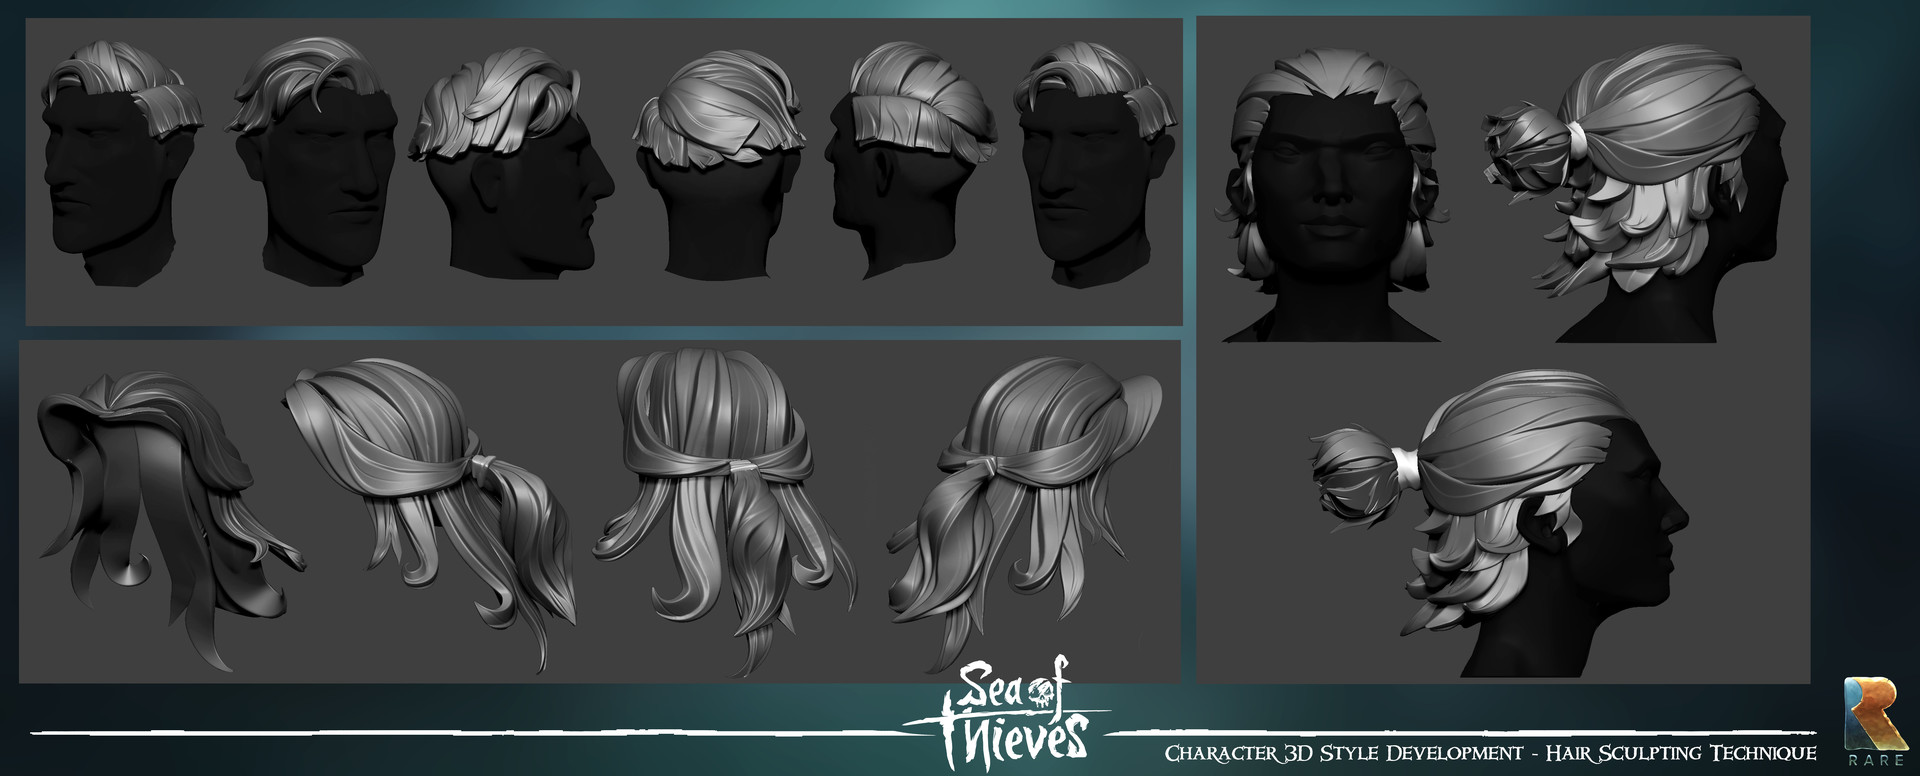 Sea of
Thieves
Character 3D Style Development - Hair Sculpting Technique
RARE